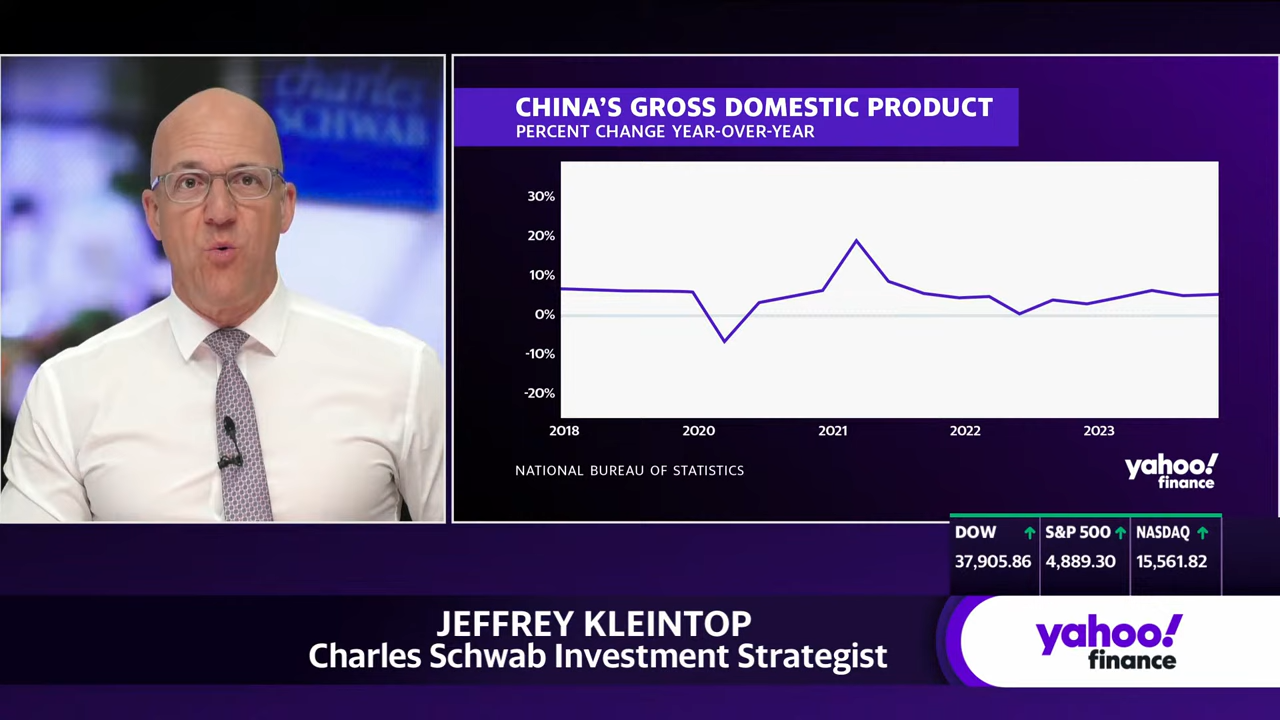 charles
SCHWAB
CHINA'S GROSS DOMESTIC PRODUCT
PERCENT CHANGE YEAR-OVER-YEAR
30%
20%
10%
0%
-10%
-20%
2018 2020 2021 2022 2023
NATIONAL BUREAU OF STATISTICS
yahoo!
finance
DOW S&P 500 NASDAQ
37,905.86 4,889.30 15,561.82
JEFFREY KLEINTOP
Charles Schwab Investment Strategist
yahoo!
finance